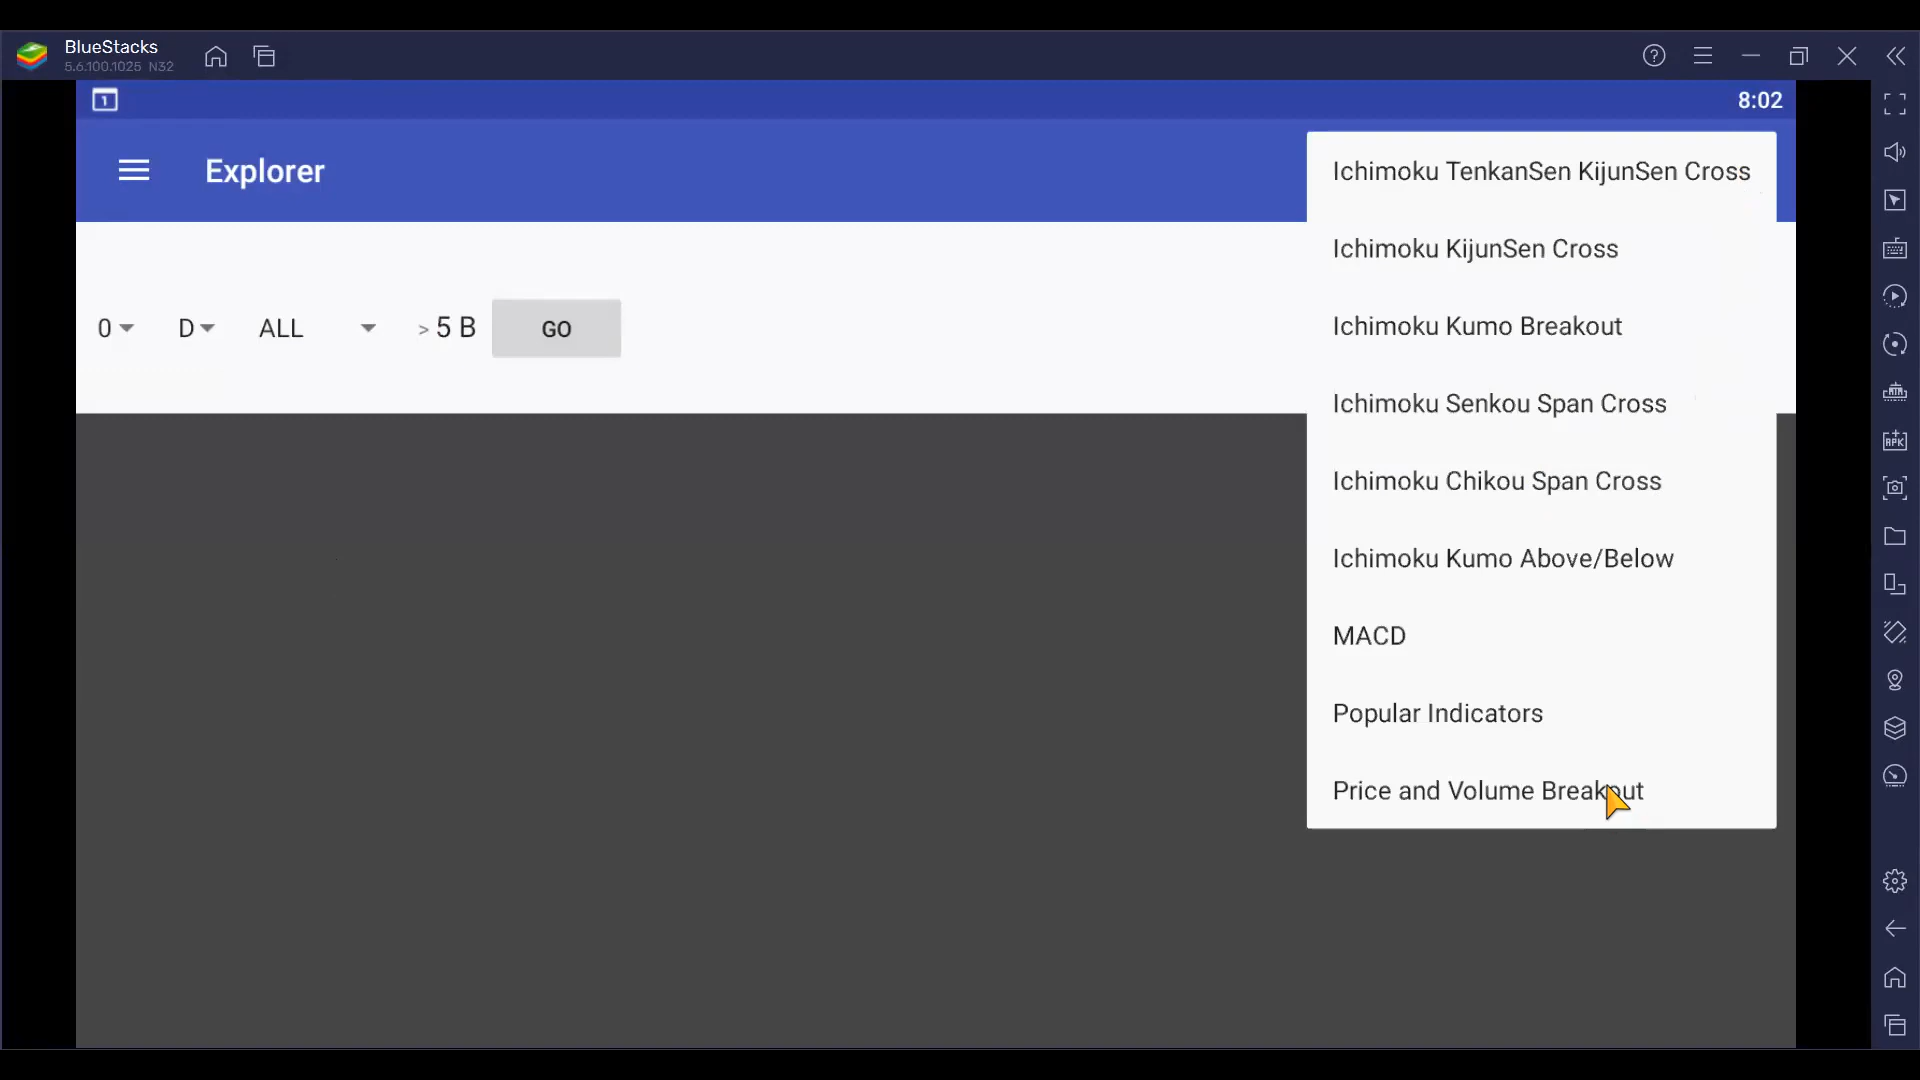 BlueStacks
5.6.100.1025 N32
1
8:02
Explorer
0
D
ALL
> 5 B
GO
Ichimoku TenkanSen KijunSen Cross
Ichimoku KijunSen Cross
Ichimoku Kumo Breakout
Ichimoku Senkou Span Cross
Ichimoku Chikou Span Cross
Ichimoku Kumo Above/Below
MACD
Popular Indicators
Price and Volume Breakout
APK